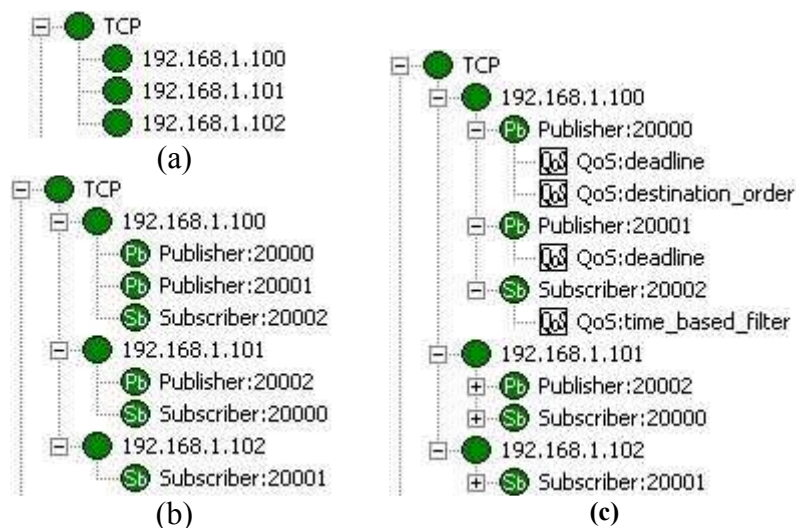 TCP
192.168.1.100
192.168.1.101
192.168.1.102
(a)
TCP
192.168.1.100
Pb Publisher:20000
Pb Publisher:20001
Sb Subscriber:20002
192.168.1.101
Pb Publisher:20002
Sb Subscriber:20000
192.168.1.102
Sb Subscriber:20001
(b)
TCP
192.168.1.100
Pb Publisher:20000
QoS QoS:deadline
QoS QoS:destination_order
Pb Publisher:20001
QoS QoS:deadline
Sb Subscriber:20002
QoS QoS:time_based_filter
192.168.1.101
Pb Publisher:20002
Sb Subscriber:20000
192.168.1.102
Sb Subscriber:20001
(c)